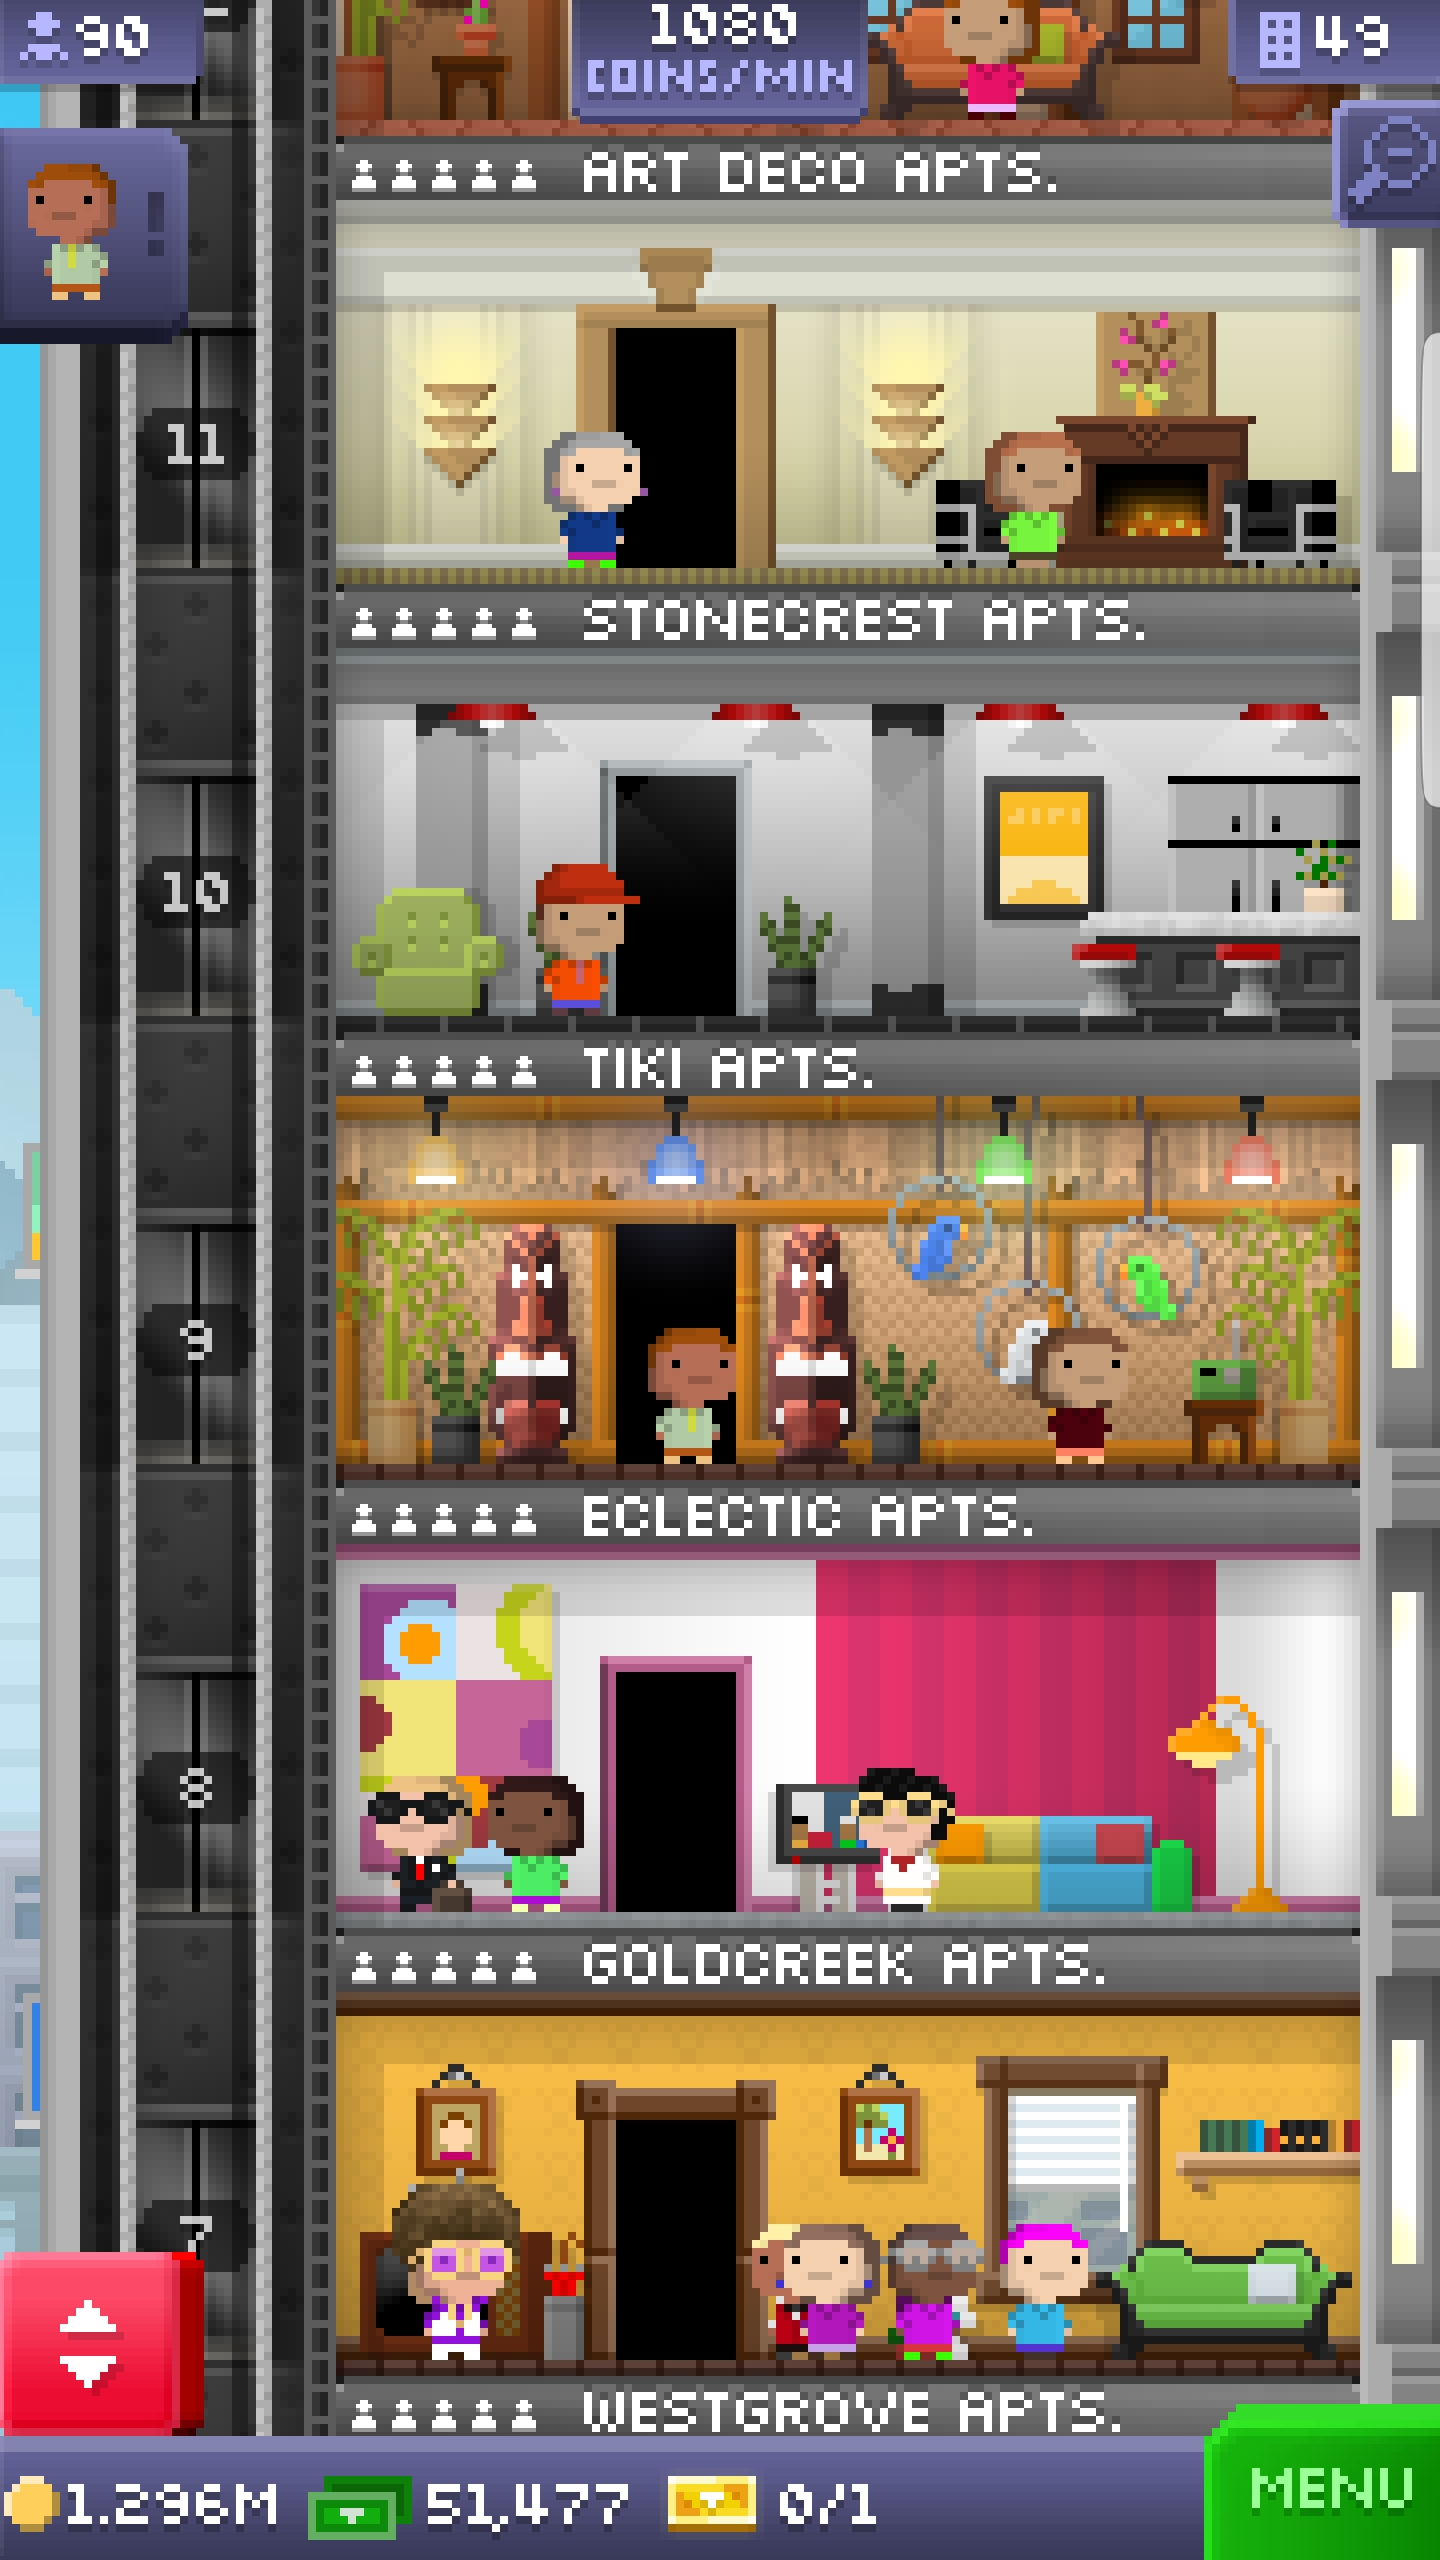 90
1080
COINS/MIN
49
ART DECO APTS.
!
11
STONECREST APTS.
10
TIKI APTS.
9
ECLECTIC APTS.
8
GOLDCREEK APTS.
7
WESTGROVE APTS.
1.296M
51,477
0/1
MENU